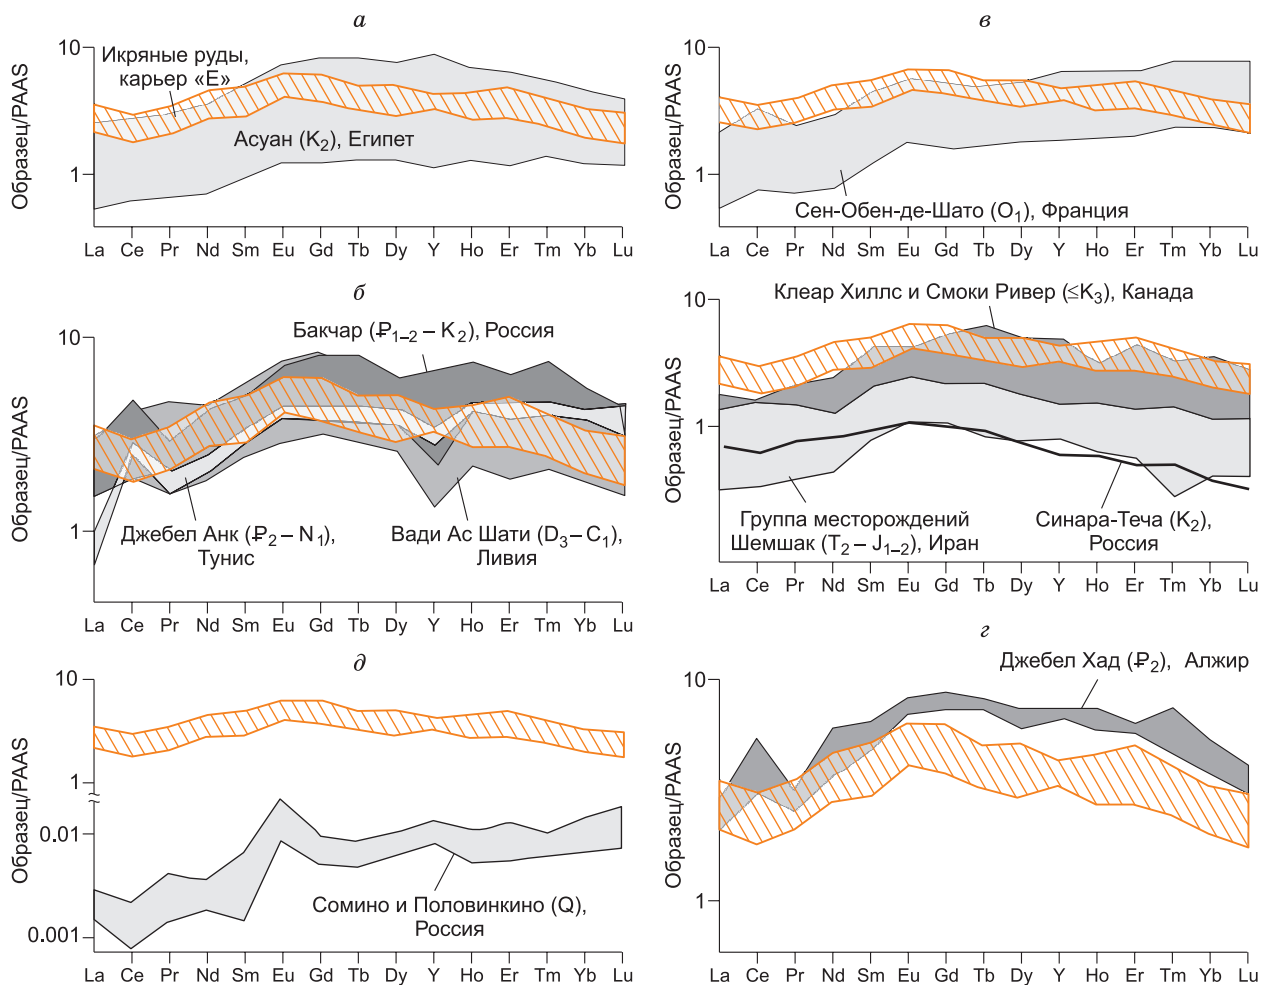 а
Образец/PAAS
10
1
Икряные руды,
карьер «Е»
Асуан (K2), Египет
La Ce Pr Nd Sm Eu Gd Tb Dy Y Ho Er Tm Yb Lu
в
Образец/PAAS
10
1
Сен-Обен-де-Шато (O1), Франция
La Ce Pr Nd Sm Eu Gd Tb Dy Y Ho Er Tm Yb Lu
б
Образец/PAAS
10
1
Бакчар (₽1–2 – K2), Россия
Джебел Анк (₽2 – N1),
Тунис
Вади Ас Шати (D3 – C1),
Ливия
La Ce Pr Nd Sm Eu Gd Tb Dy Y Ho Er Tm Yb Lu
Образец/PAAS
10
1
Клеар Хиллс и Смоки Ривер (≤K3), Канада
Группа месторождений
Шемшак (T2 – J1–2), Иран
Синара-Теча (K2),
Россия
La Ce Pr Nd Sm Eu Gd Tb Dy Y Ho Er Tm Yb Lu
д
Образец/PAAS
10
1
0.01
0.001
Сомино и Половинкино (Q),
Россия
La Ce Pr Nd Sm Eu Gd Tb Dy Y Ho Er Tm Yb Lu
г
Образец/PAAS
10
1
Джебел Хад (₽2), Алжир
La Ce Pr Nd Sm Eu Gd Tb Dy Y Ho Er Tm Yb Lu